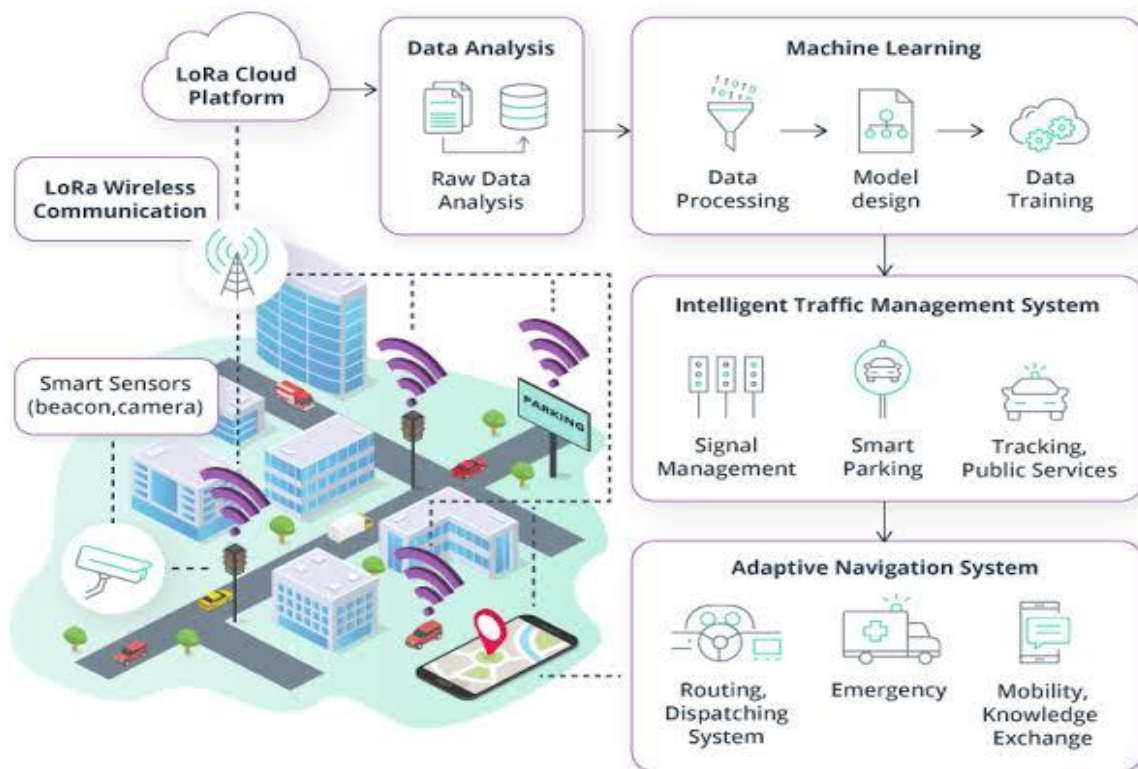 LoRa Cloud
Platform
Data Analysis
Raw Data
Analysis
Machine Learning
11010
10110
Data
Processing
Model
design
Data
Training
LoRa Wireless
Communication
Smart Sensors
(beacon,camera)
PARKING
Intelligent Traffic Management System
Signal
Management
Smart
Parking
Tracking,
Public Services
Adaptive Navigation System
Routing,
Dispatching
System
Emergency
Mobility,
Knowledge
Exchange